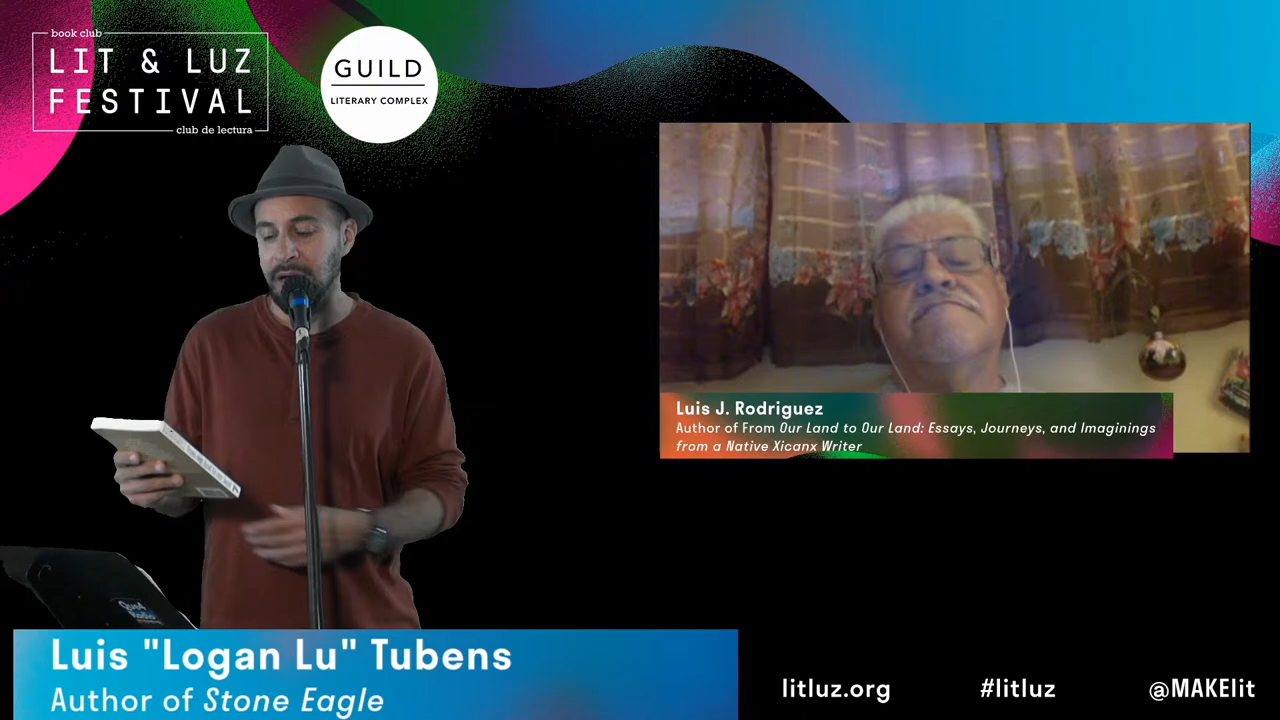 book club
LIT & LUZ
FESTIVAL
club de lectura
GUILD
LITERARY COMPLEX
Luis J. Rodriguez
Author of From Our Land to Our Land: Essays, Journeys, and Imaginings
from a Native Xicanx Writer
Luis "Logan Lu" Tubens
Author of Stone Eagle
litluz.org
#litluz
@MAKElit